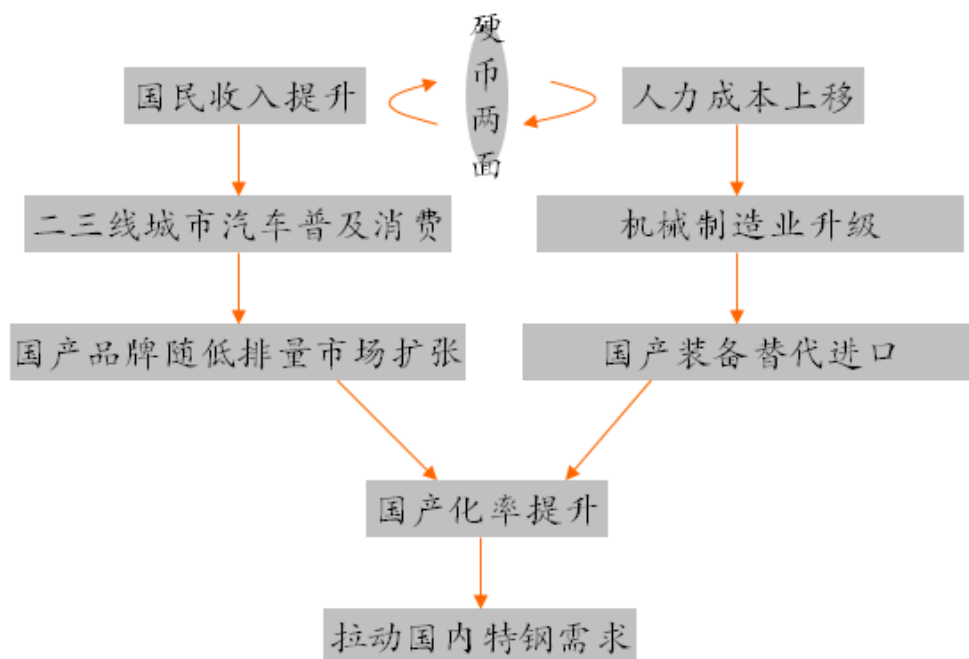 硬币两面
国民收入提升
人力成本上移
二三线城市汽车普及消费
机械制造业升级
国产品牌随低排量市场扩张
国产装备替代进口
国产化率提升
拉动国内特钢需求